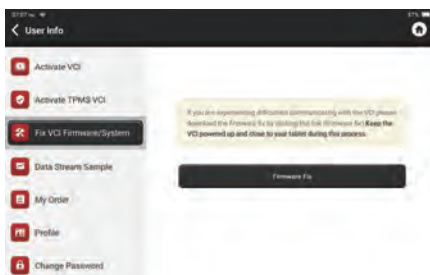 User Info
Activate VCI
Activate TPMS VCI
Fix VCI Firmware/System
Data Stream Sample
My Order
Profile
Change Password
If you are experiencing difficulties communicating with the VCI please
download the Firmware fix by clicking the link (firmware fix) Keep the
VCI powered up and close to your tablet during this process.
Firmware Fix